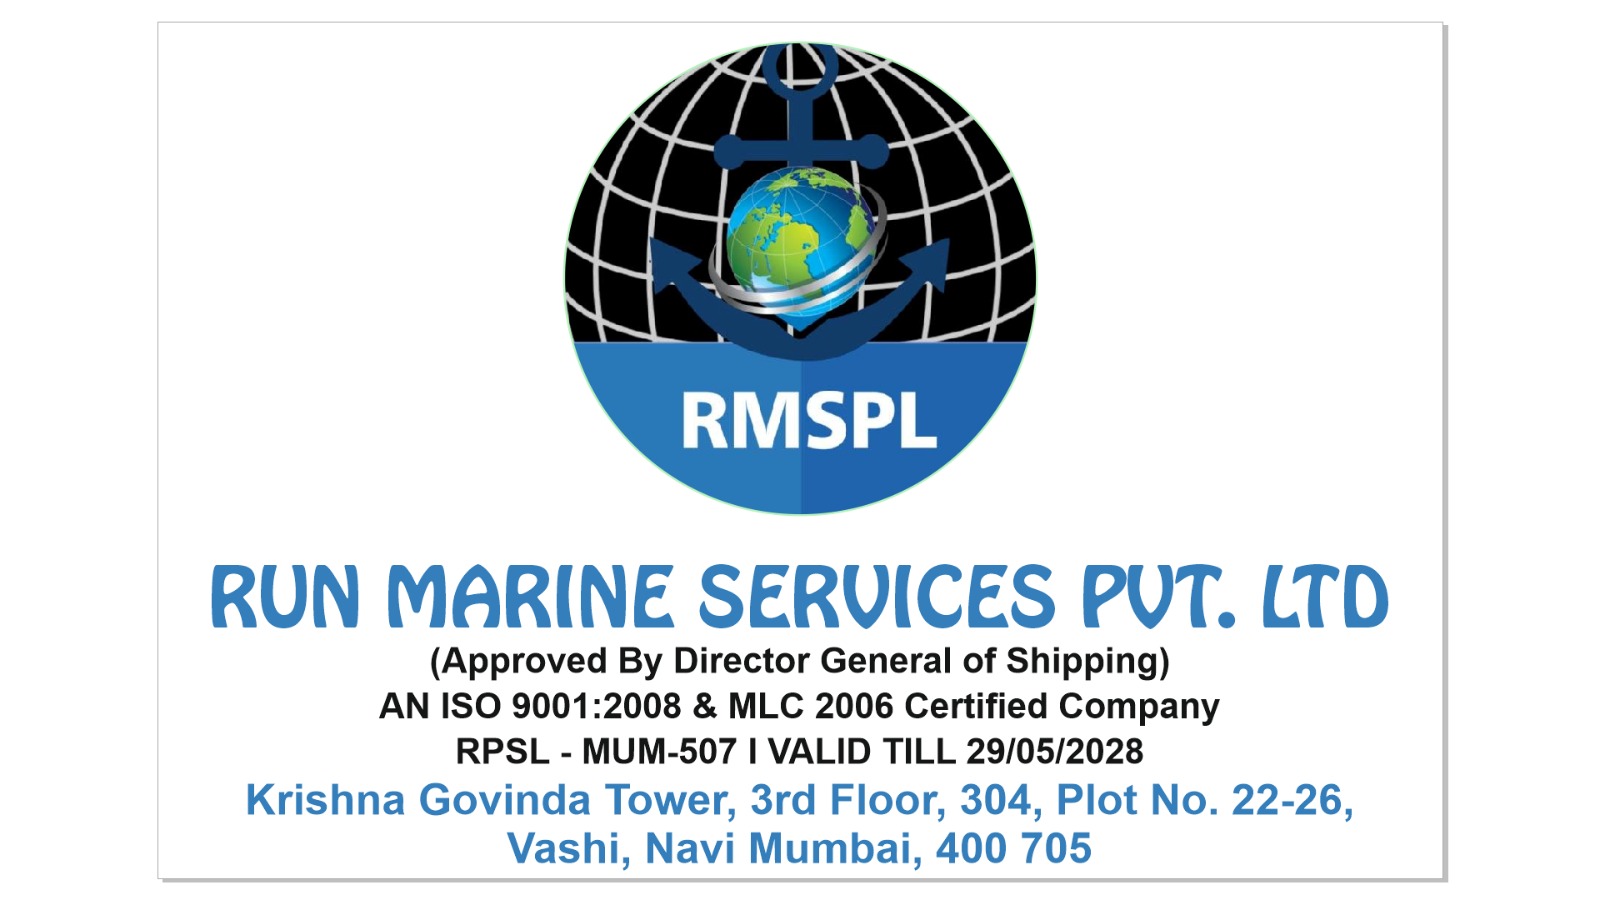 RMSPL
RUN MARINE SERVICES PVT. LTD
(Approved By Director General of Shipping)
AN ISO 9001:2008 & MLC 2006 Certified Company
RPSL - MUM-507 I VALID TILL 29/05/2028
Krishna Govinda Tower, 3rd Floor, 304, Plot No. 22-26,
Vashi, Navi Mumbai, 400 705